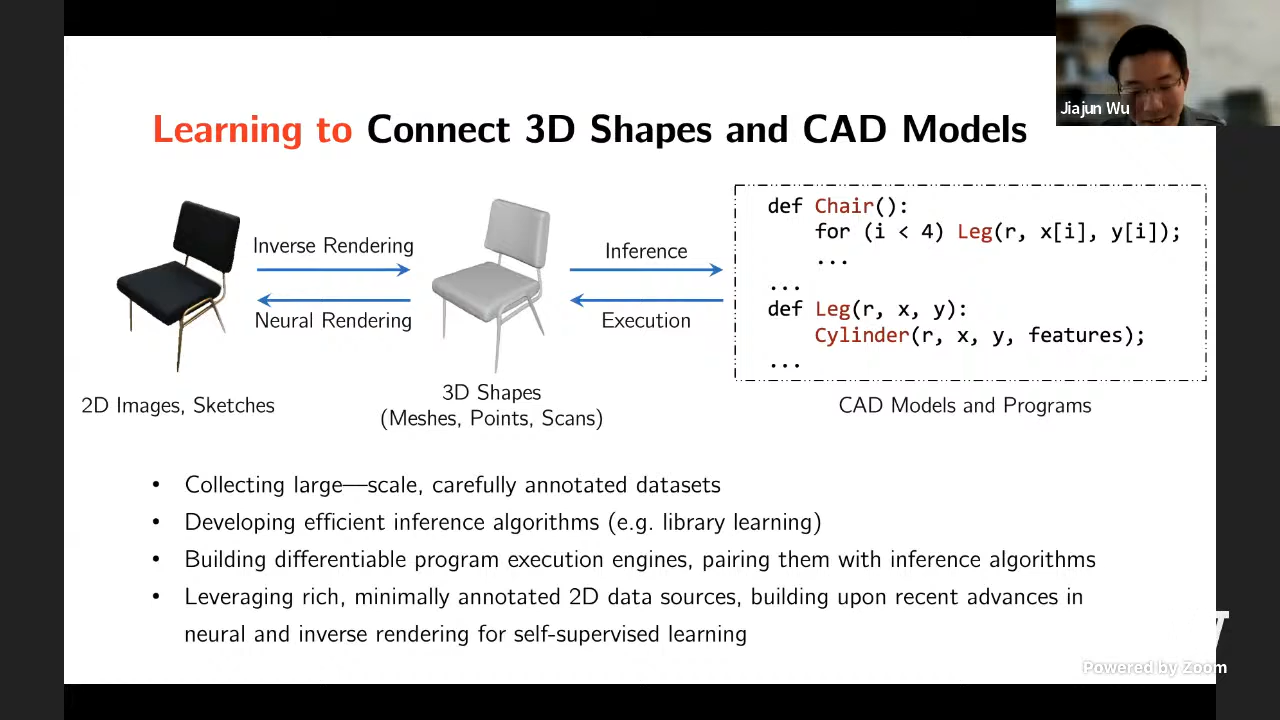 Jiajun Wu
Learning to Connect 3D Shapes and CAD Models
Inverse Rendering
Neural Rendering
Inference
Execution
def Chair():
for (i < 4) Leg(r, x[i], y[i]);
...
...
def Leg(r, x, y):
Cylinder(r, x, y, features);
...
2D Images, Sketches
3D Shapes
(Meshes, Points, Scans)
CAD Models and Programs
• Collecting large—scale, carefully annotated datasets
• Developing efficient inference algorithms (e.g. library learning)
• Building differentiable program execution engines, pairing them with inference algorithms
• Leveraging rich, minimally annotated 2D data sources, building upon recent advances in
neural and inverse rendering for self-supervised learning
Powered by Zoom